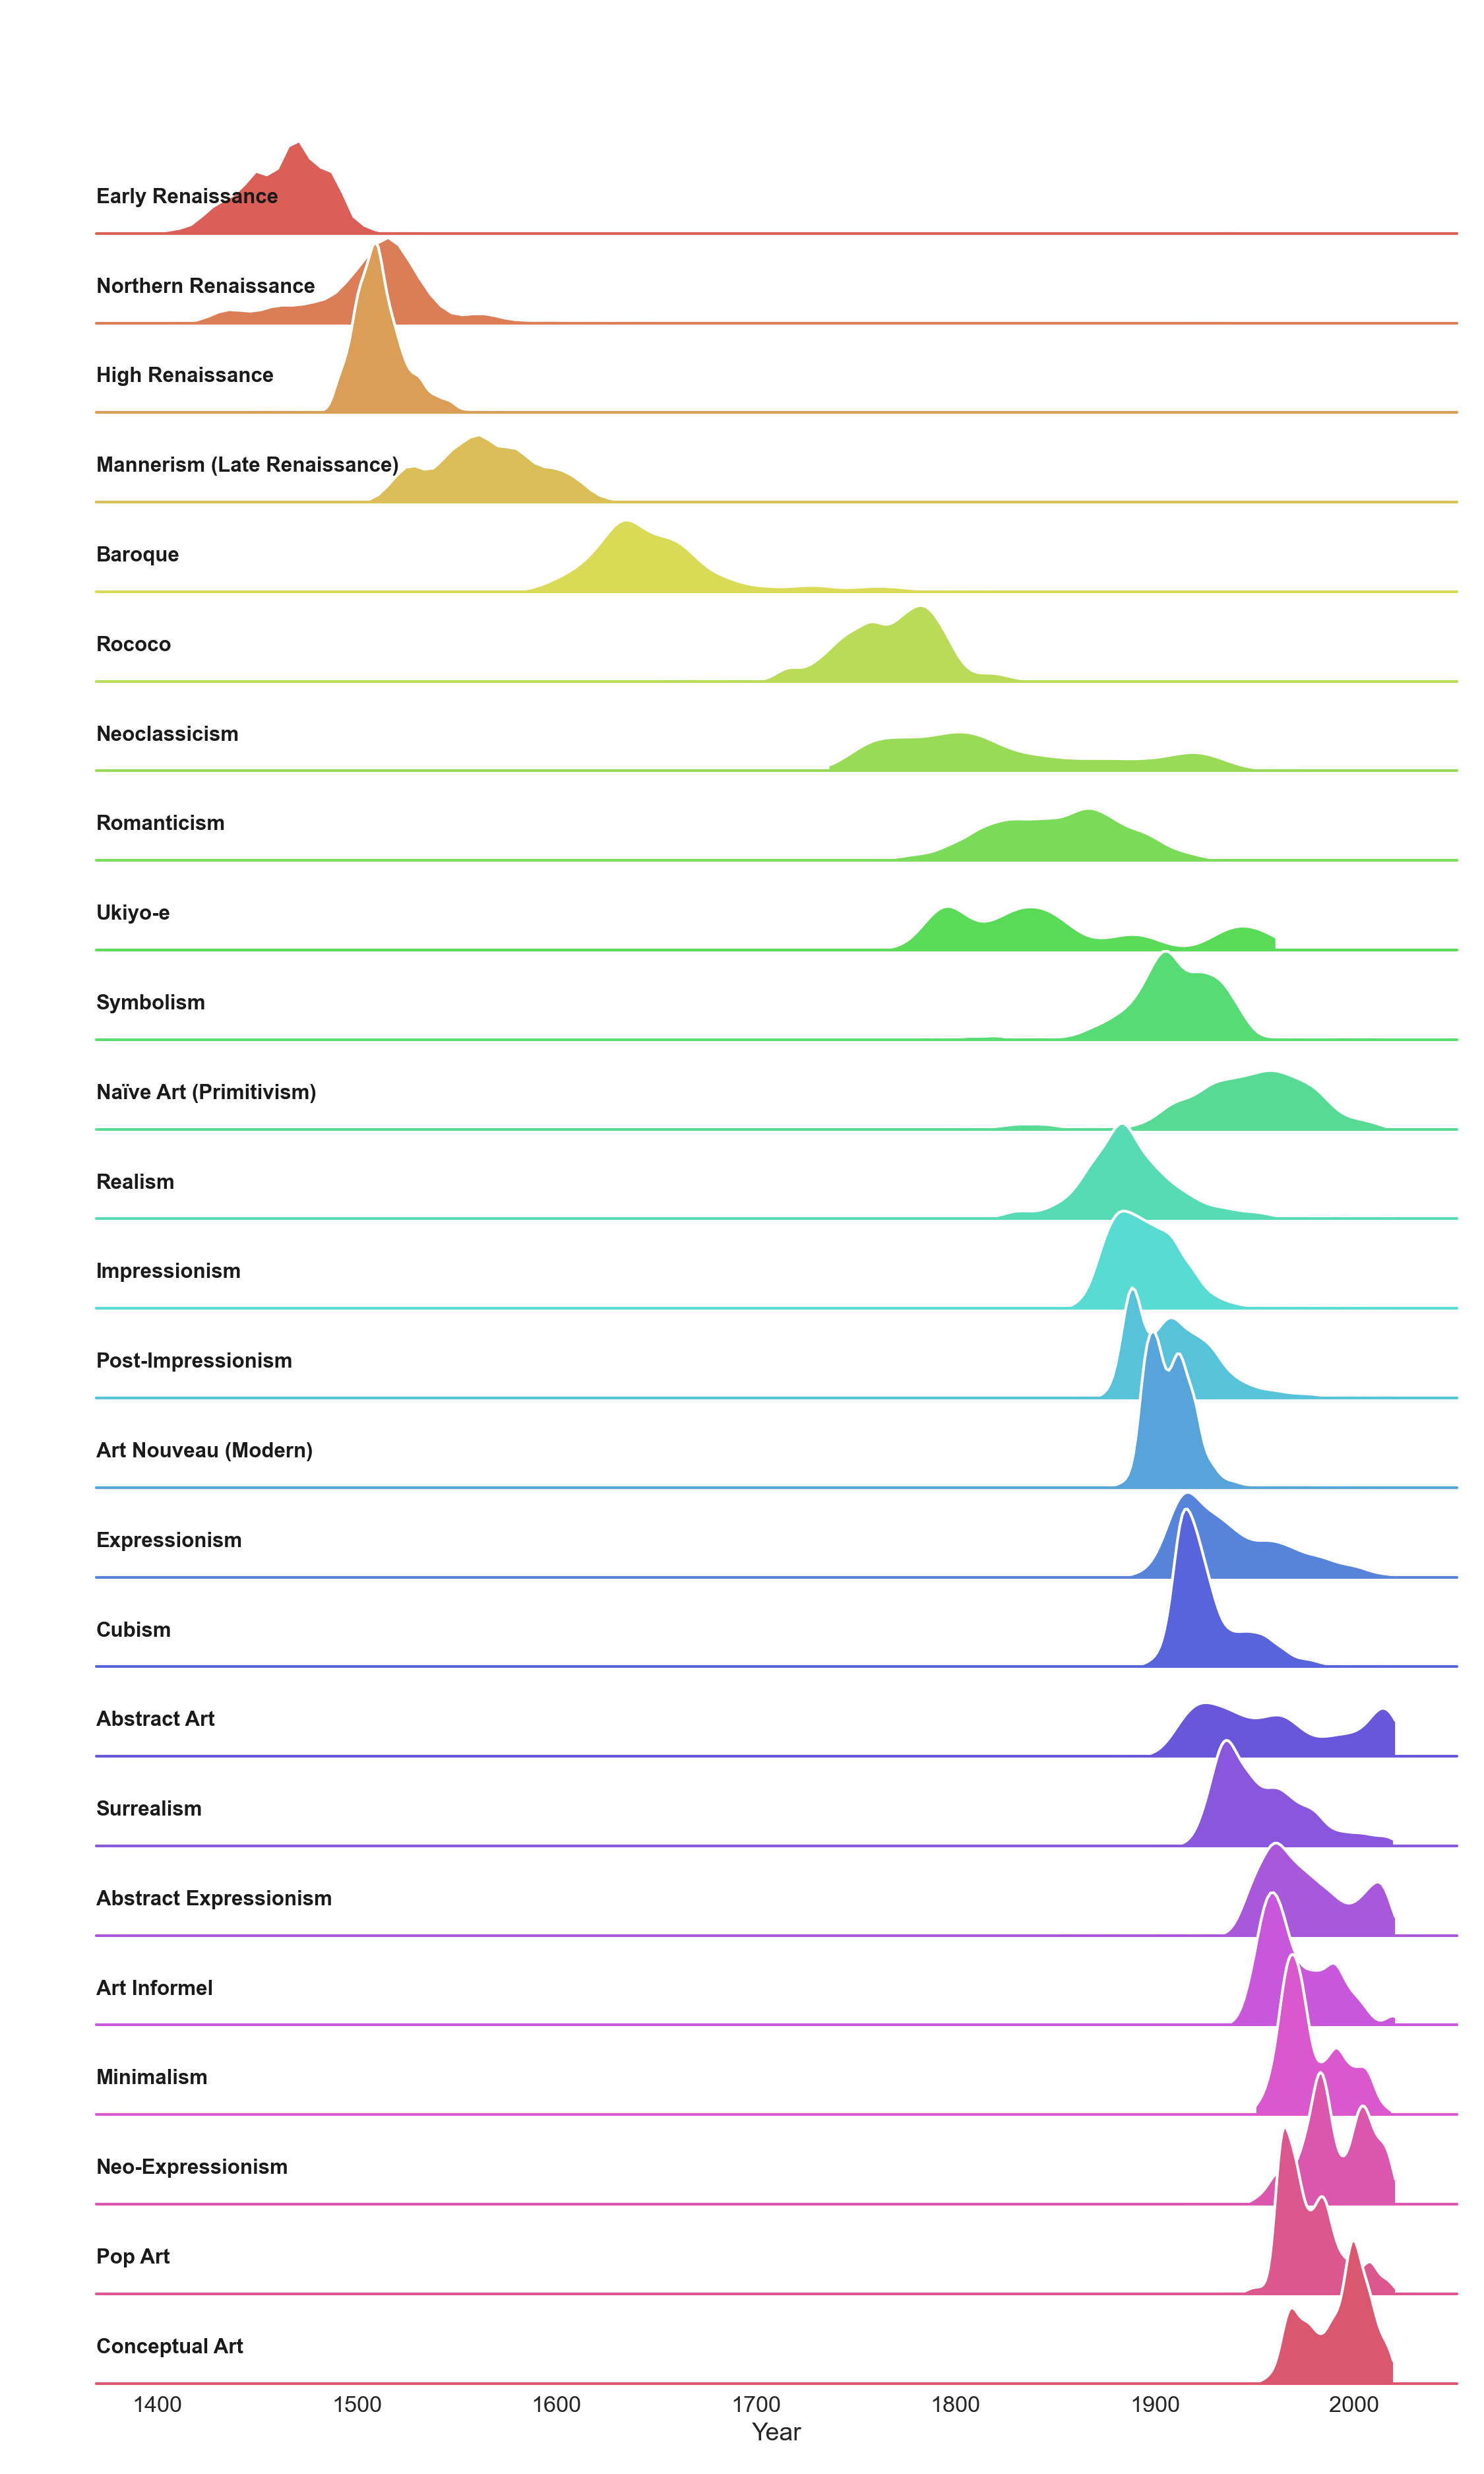 Early Renaissance
Northern Renaissance
High Renaissance
Mannerism (Late Renaissance)
Baroque
Rococo
Neoclassicism
Romanticism
Ukiyo-e
Symbolism
Naïve Art (Primitivism)
Realism
Impressionism
Post-Impressionism
Art Nouveau (Modern)
Expressionism
Cubism
Abstract Art
Surrealism
Abstract Expressionism
Art Informel
Minimalism
Neo-Expressionism
Pop Art
Conceptual Art
1400 1500 1600 1700 1800 1900 2000
Year